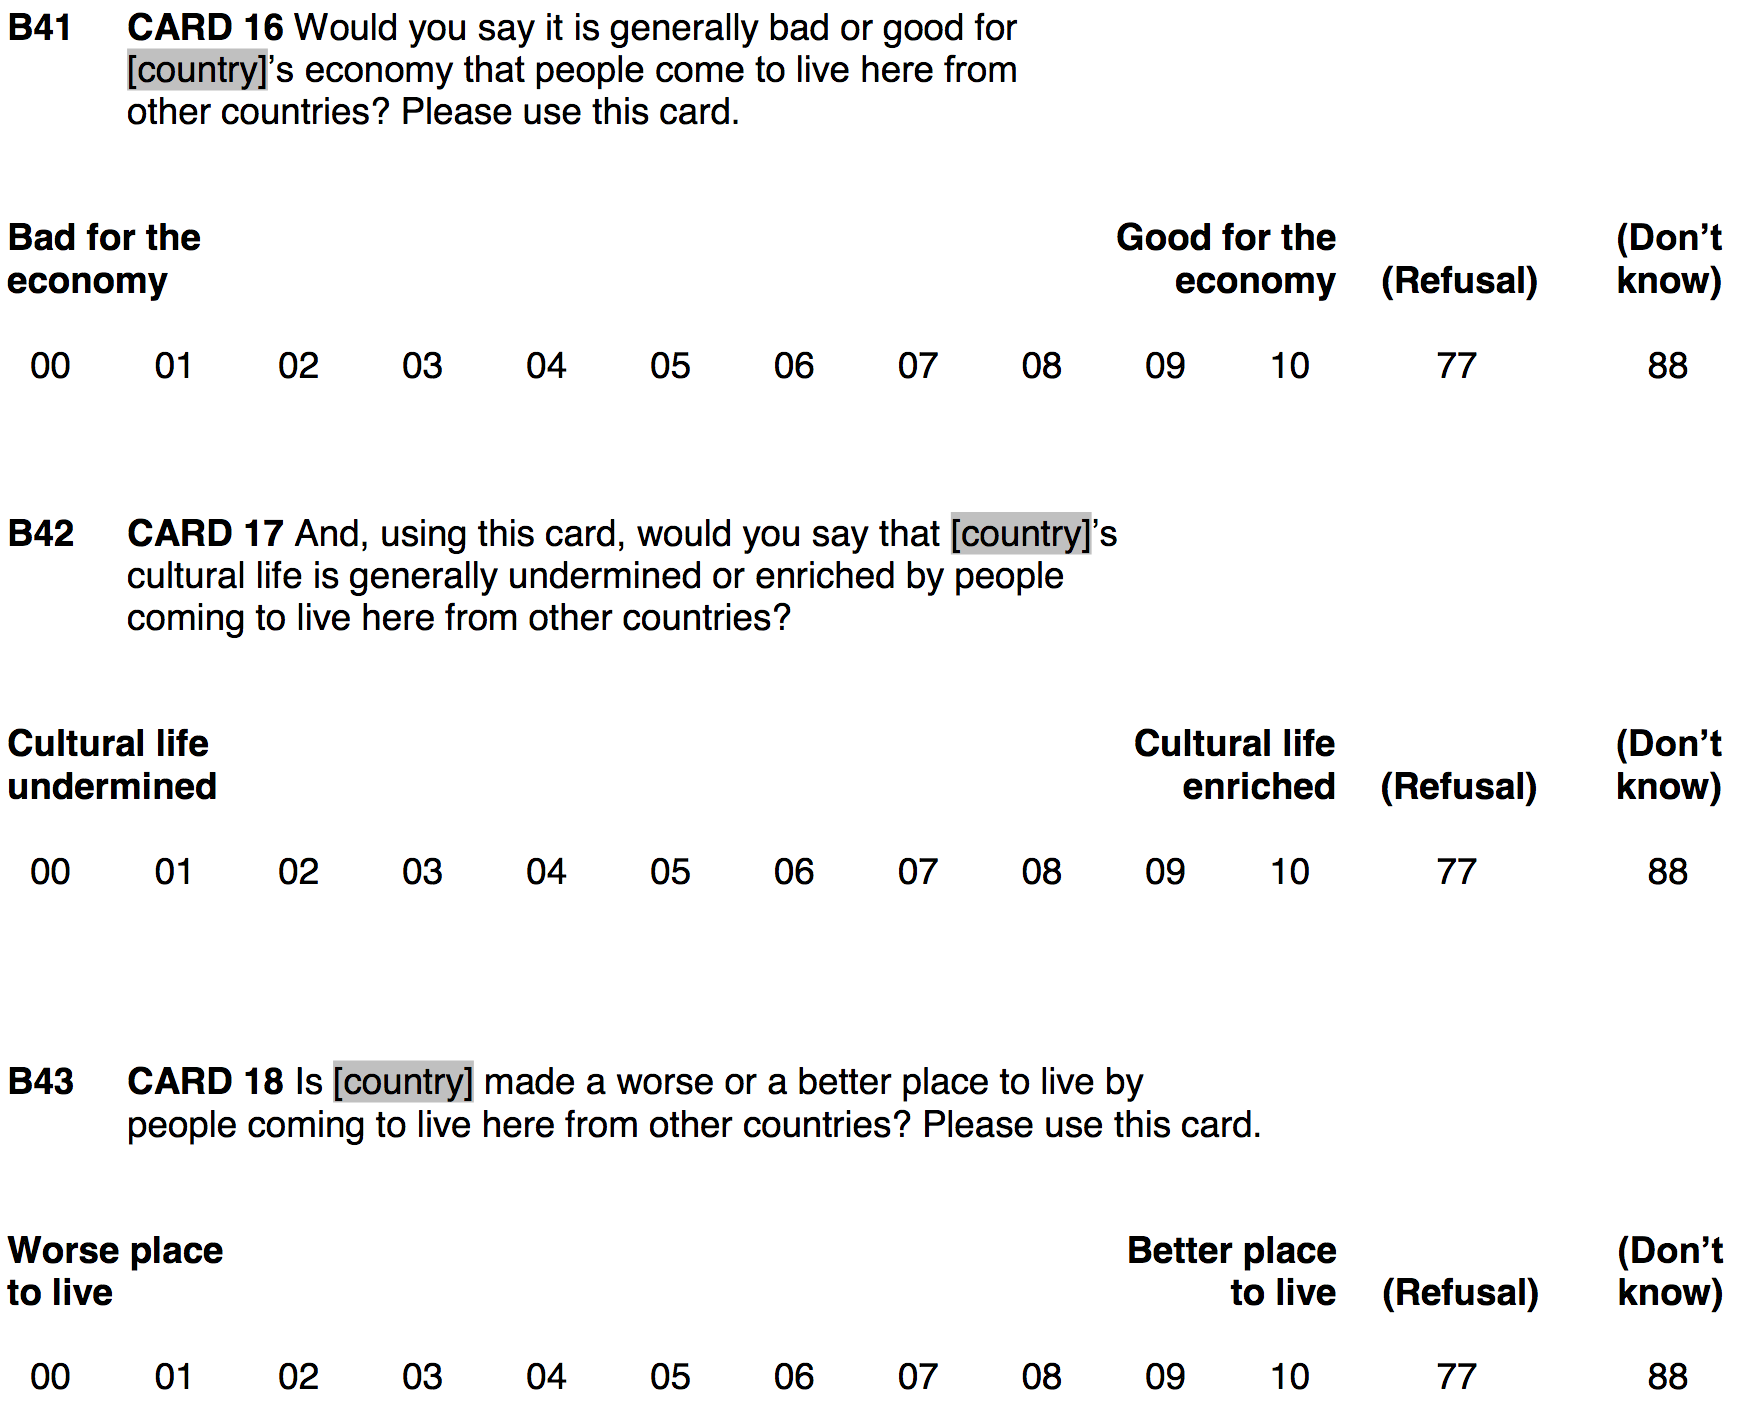 B41 CARD 16 Would you say it is generally bad or good for
[country]’s economy that people come to live here from
other countries? Please use this card.
Bad for the Good for the (Don’t
economy economy (Refusal) know)
00 01 02 03 04 05 06 07 08 09 10 77 88
B42 CARD 17 And, using this card, would you say that [country]’s
cultural life is generally undermined or enriched by people
coming to live here from other countries?
Cultural life Cultural life (Don’t
undermined enriched (Refusal) know)
00 01 02 03 04 05 06 07 08 09 10 77 88
B43 CARD 18 Is [country] made a worse or a better place to live by
people coming to live here from other countries? Please use this card.
Worse place Better place (Don’t
to live to live (Refusal) know)
00 01 02 03 04 05 06 07 08 09 10 77 88